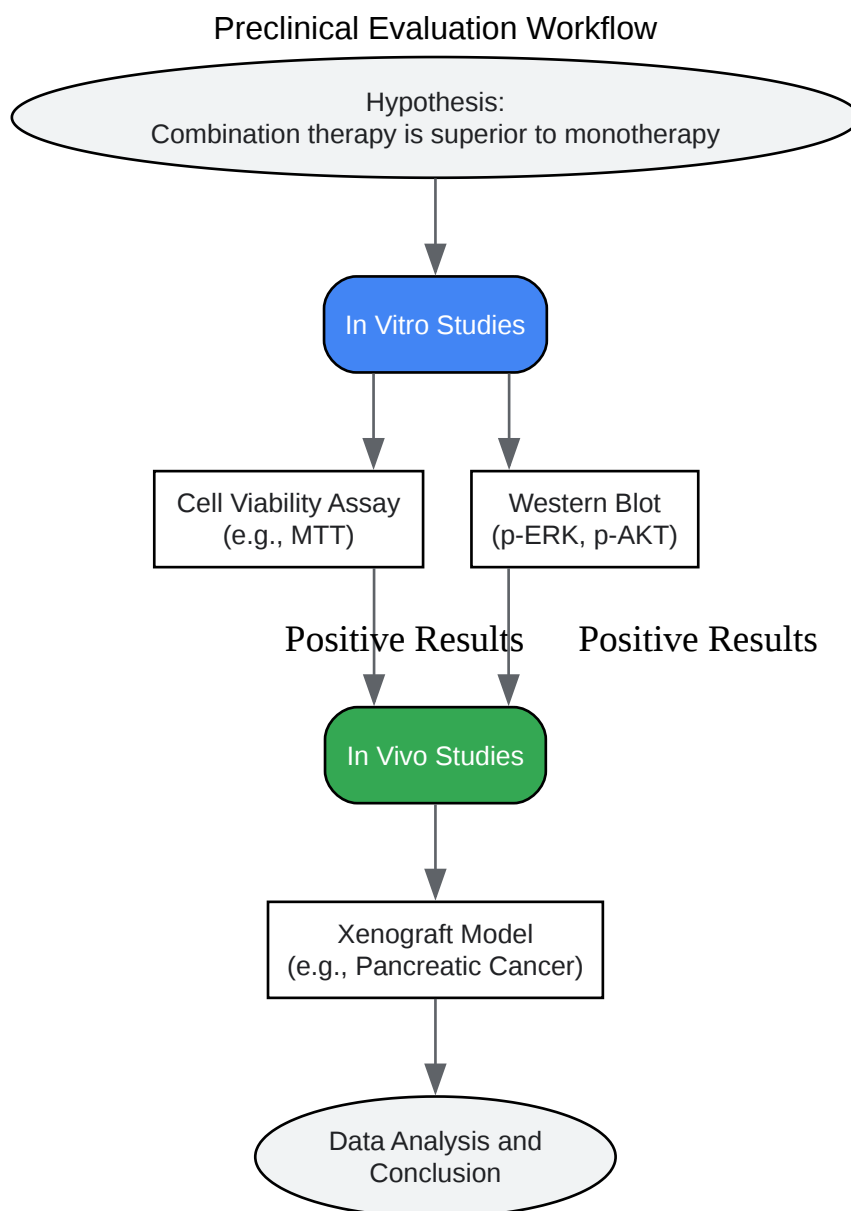 Preclinical Evaluation Workflow
Hypothesis:
Combination therapy is superior to monotherapy
In Vitro Studies
Cell Viability Assay
(e.g., MTT)
Western Blot
(p-ERK, p-AKT)
Positive Results
Positive Results
In Vivo Studies
Xenograft Model
(e.g., Pancreatic Cancer)
Data Analysis and
Conclusion